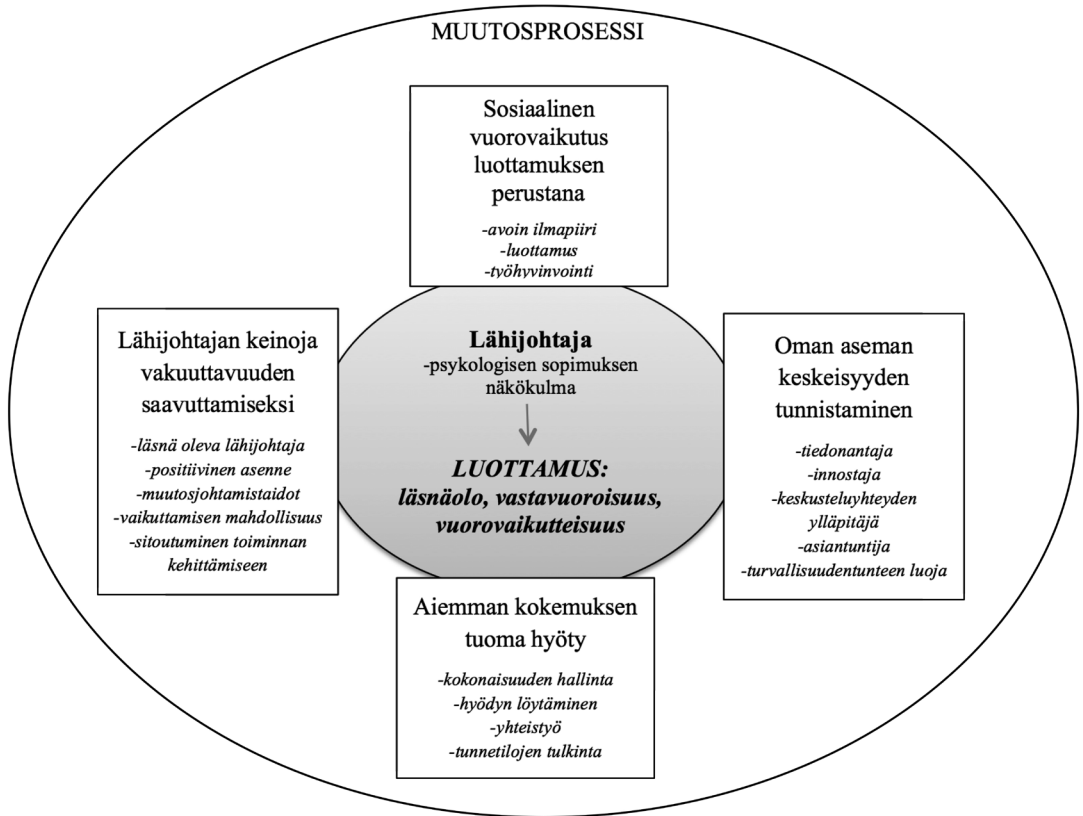 MUUTOSPROSESSI
Sosiaalinen
vuorovaikutus
luottamuksen
perustana
-avoin ilmapiiri
-luottamus
-työhyvinvointi
Lähijohtajan keinoja
vakuuttavuuden
saavuttamiseksi
-läsnä oleva lähijohtaja
-positiivinen asenne
-muutosjohtamistaidot
-vaikuttamisen mahdollisuus
-sitoutuminen toiminnan
kehittämiseen
Lähijohtaja
-psykologisen sopimuksen
näkökulma
LUOTTAMUS:
läsnäolo, vastavuoroisuus,
vuorovaikutteisuus
Oman aseman
keskeisyyden
tunnistaminen
-tiedonantaja
-innostaja
-keskusteluyhteyden
ylläpitäjä
-asiantuntija
-turvallisuudentunteen luoja
Aiemman kokemuksen
tuoma hyöty
-kokonaisuuden hallinta
-hyödyn löytäminen
-yhteistyö
-tunnetilojen tulkinta